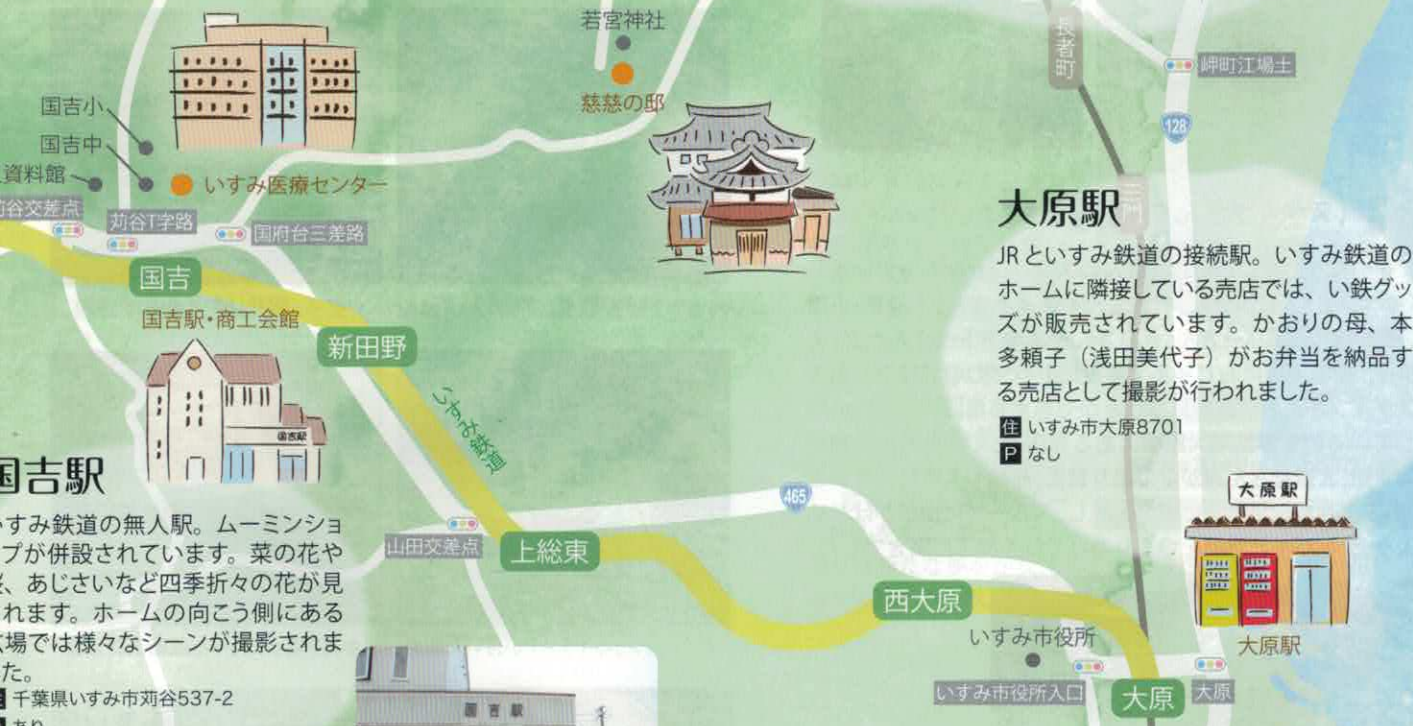 若宮神社
慈慈の邸
長者町
岬町江場土
128
国吉小
国吉中
資料館
苅谷交差点
苅谷T字路
いすみ医療センター
国府台三差路
国吉
国吉駅・商工会館
新田野
国吉駅
いすみ鉄道
大原駅
JRといすみ鉄道の接続駅。いすみ鉄道の
ホームに隣接している売店では、い鉄グッ
ズが販売されています。かおりの母、本
多頼子(浅田美代子)がお弁当を納品す
る売店として撮影が行われました。
住 いすみ市大原8701
P なし
三門
国吉駅
すみ鉄道の無人駅。ムーミンショ
プが併設されています。菜の花や
、あじさいなど四季折々の花が見
れます。ホームの向こう側にある
場では様々なシーンが撮影されま
た。
千葉県いすみ市苅谷537-2
あり
465
山田交差点
上総東
西大原
いすみ市役所
いすみ市役所入口
大原
大原
大原駅
大原駅
国吉駅